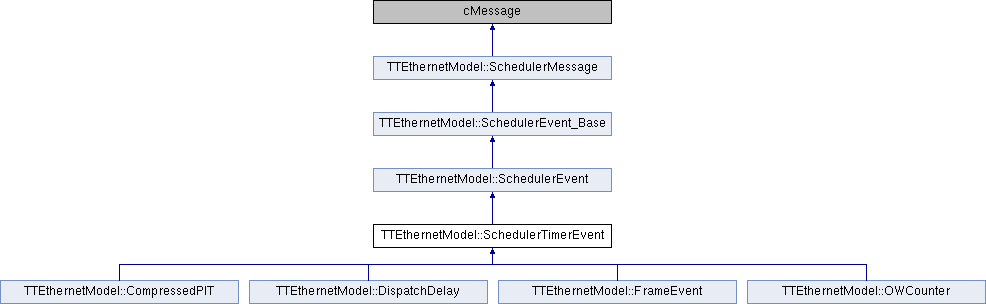 cMessage
TTEthernetModel::SchedulerMessage
TTEthernetModel::SchedulerEvent_Base
TTEthernetModel::SchedulerEvent
TTEthernetModel::SchedulerTimerEvent
TTEthernetModel::CompressedPIT
TTEthernetModel::DispatchDelay
TTEthernetModel::FrameEvent
TTEthernetModel::OWCounter